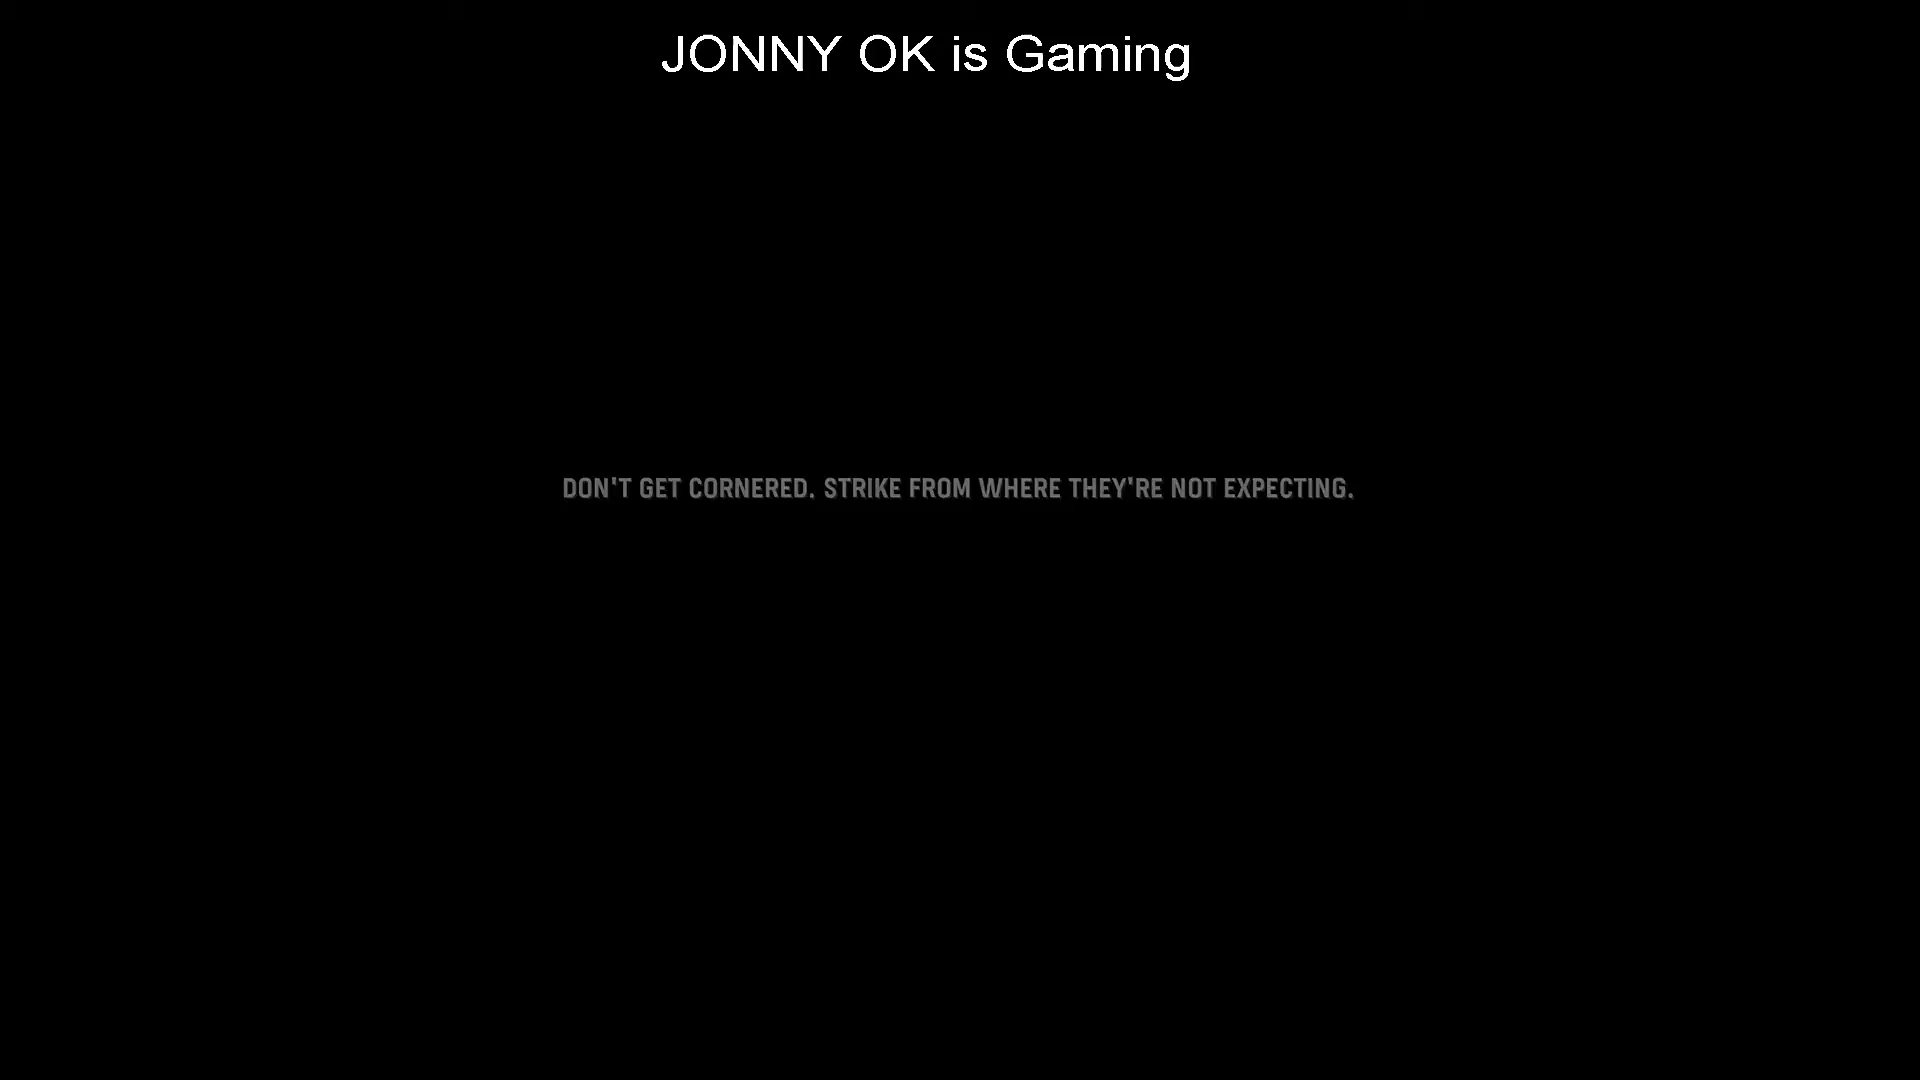 JONNY OK is Gaming
DON'T GET CORNERED. STRIKE FROM WHERE THEY'RE NOT EXPECTING.